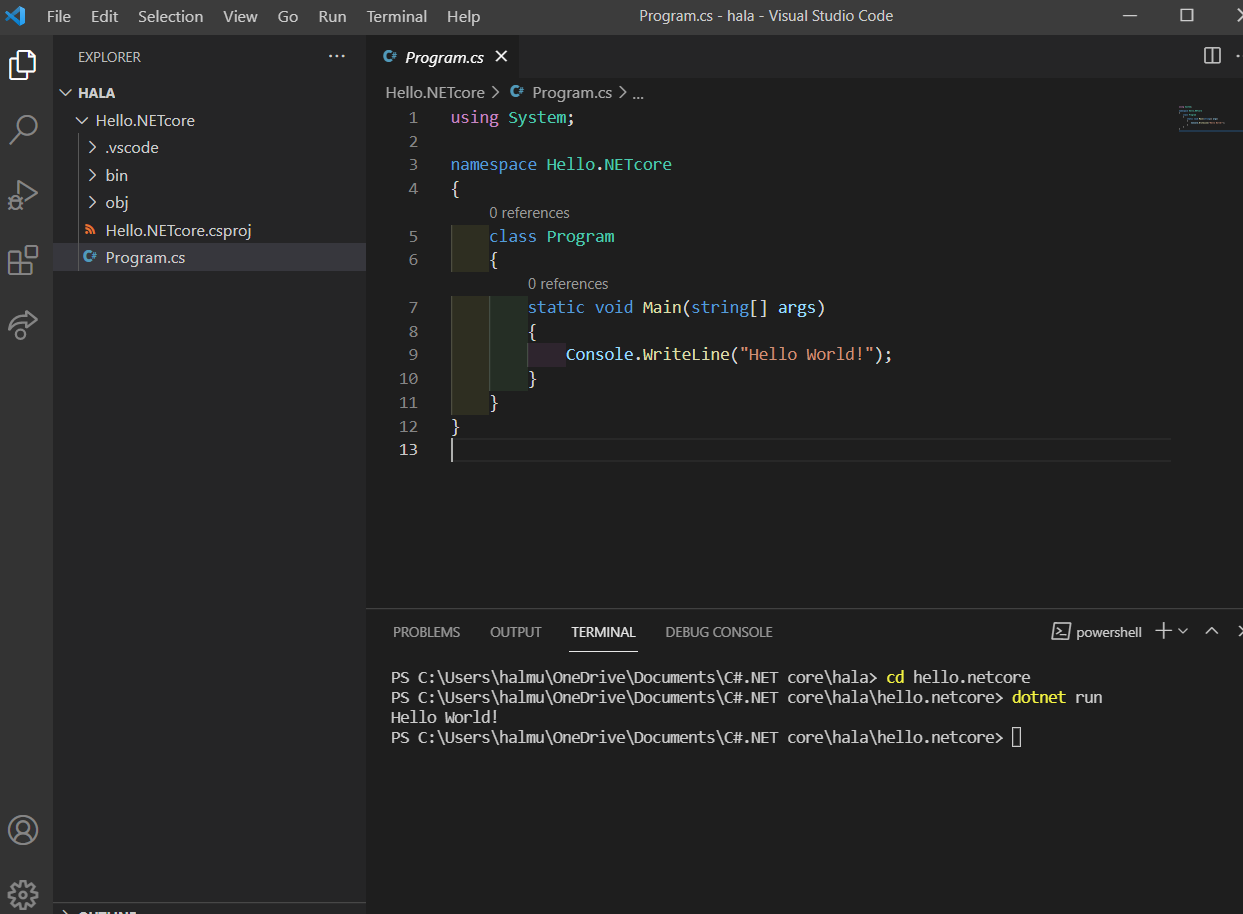 File Edit Selection View Go Run Terminal Help
Program.cs - hala - Visual Studio Code
EXPLORER
HALA
Hello.NETcore
.vscode
bin
obj
Hello.NETcore.csproj
Program.cs
Program.cs
Hello.NETcore > Program.cs > ...
1 using System;
2
3 namespace Hello.NETcore
4 {
0 references
5 class Program
6 {
0 references
7 static void Main(string[] args)
8 {
9 Console.WriteLine("Hello World!");
10 }
11 }
12 }
13
PROBLEMS OUTPUT TERMINAL DEBUG CONSOLE
powershell
PS C:\Users\halmu\OneDrive\Documents\C#.NET core\hala> cd hello.netcore
PS C:\Users\halmu\OneDrive\Documents\C#.NET core\hala\hello.netcore> dotnet run
Hello World!
PS C:\Users\halmu\OneDrive\Documents\C#.NET core\hala\hello.netcore>